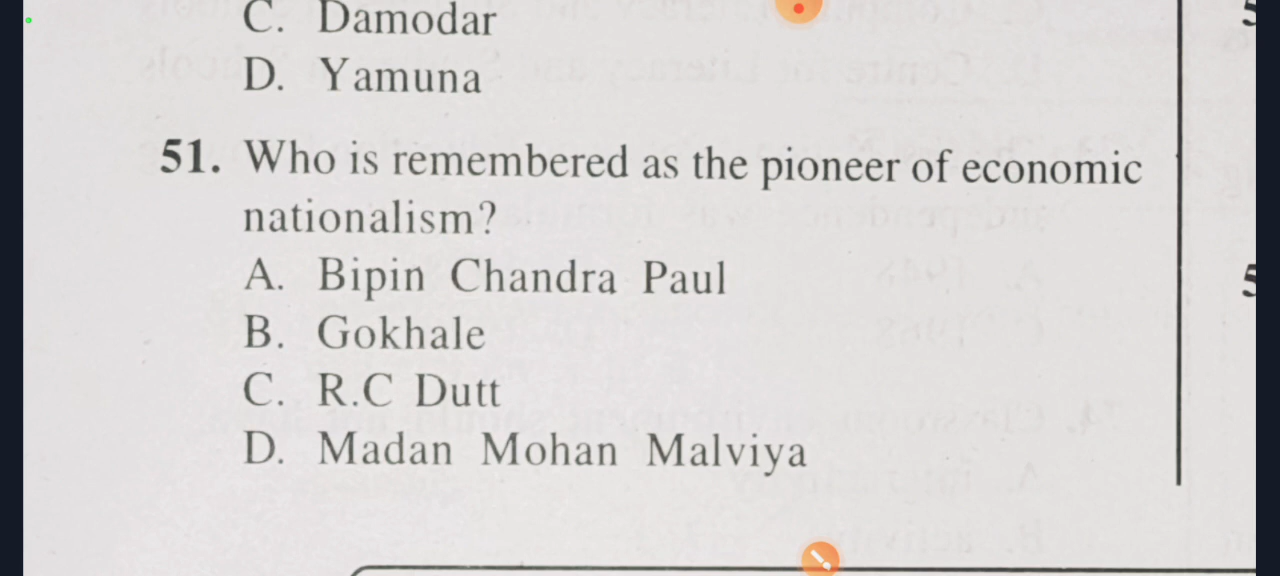 C. Damodar
D. Yamuna
51. Who is remembered as the pioneer of economic
nationalism?
A. Bipin Chandra Paul
B. Gokhale
C. R.C Dutt
D. Madan Mohan Malviya